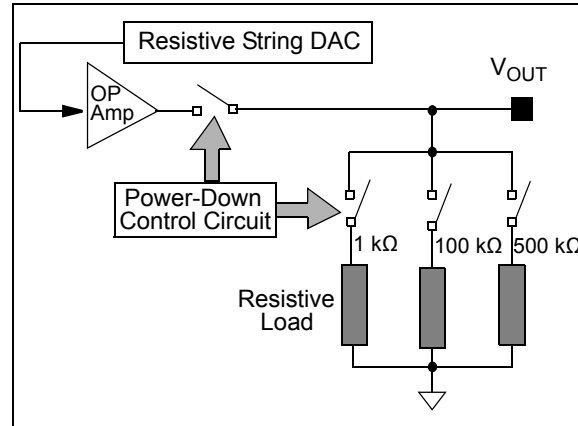 Resistive String DAC
OP
Amp
VOUT
Power-Down
Control Circuit
1 kΩ
100 kΩ
500 kΩ
Resistive
Load